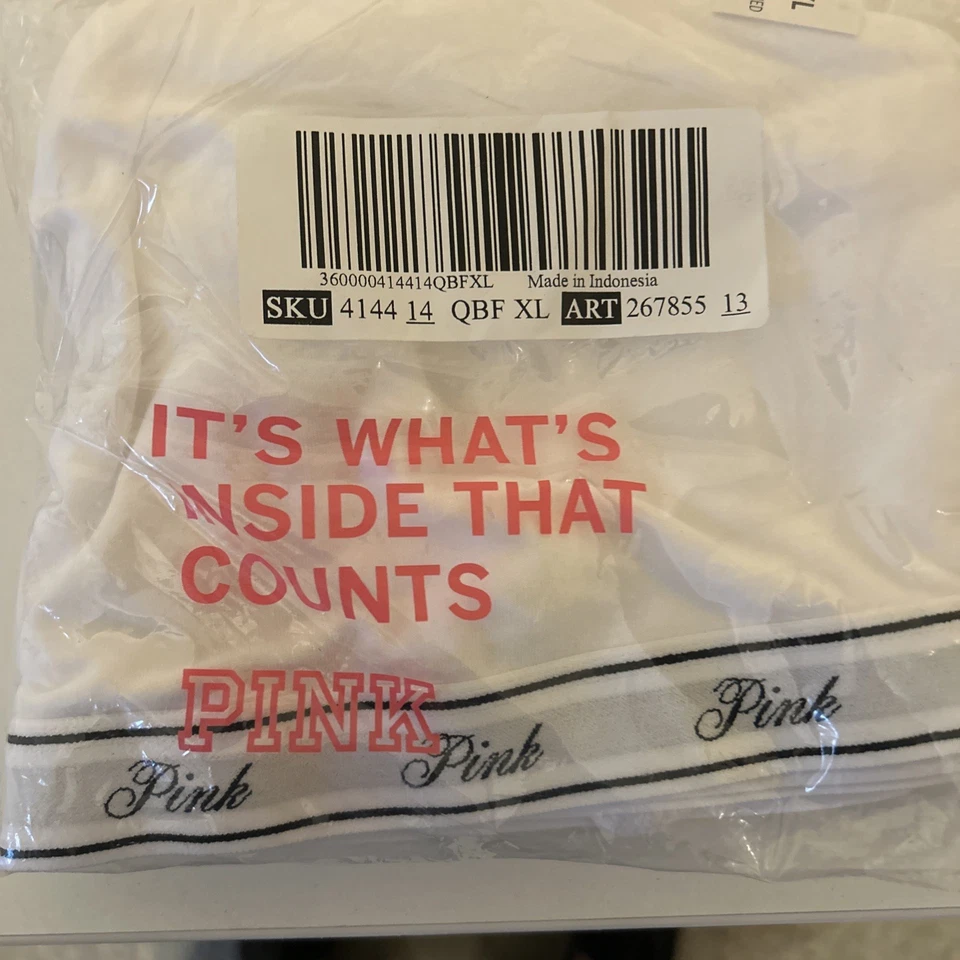 XL
360000414414QBFXL Made in Indonesia
SKU 4144 14 QBF XL ART 267855 13
IT'S WHAT'S
INSIDE THAT
COUNTS
PINK
Pink Pink Pink